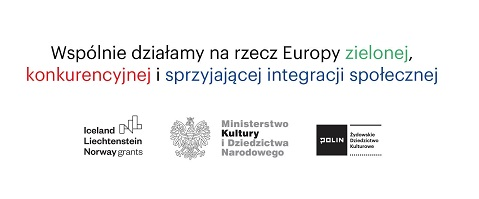 Wspólnie działamy na rzecz Europy zielonej,
konkurencyjnej i sprzyjającej integracji społecznej
Iceland
Liechtenstein
Norway grants
Ministerstwo
Kultury
i Dziedzictwa
Narodowego
POLIN
Żydowskie
Dziedzictwo
Kulturowe